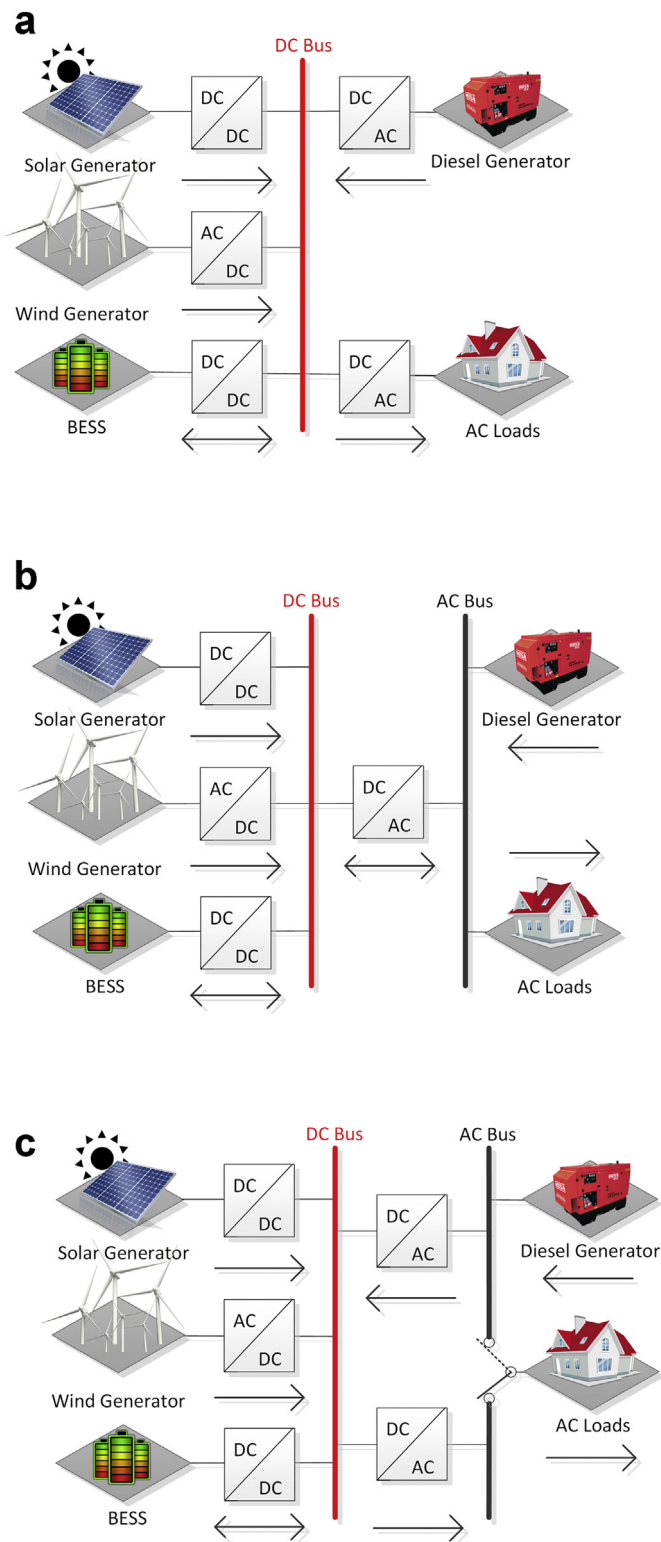 a
DC Bus
DC
DC
DC
AC
Solar Generator
Diesel Generator
AC
DC
Wind Generator
DC
DC
DC
AC
BESS
AC Loads
b
DC Bus
AC Bus
DC
DC
Solar Generator
Diesel Generator
AC
DC
DC
AC
Wind Generator
DC
DC
BESS
AC Loads
c
DC Bus
AC Bus
DC
DC
DC
AC
Solar Generator
Diesel Generator
AC
DC
Wind Generator
AC Loads
DC
DC
DC
AC
BESS